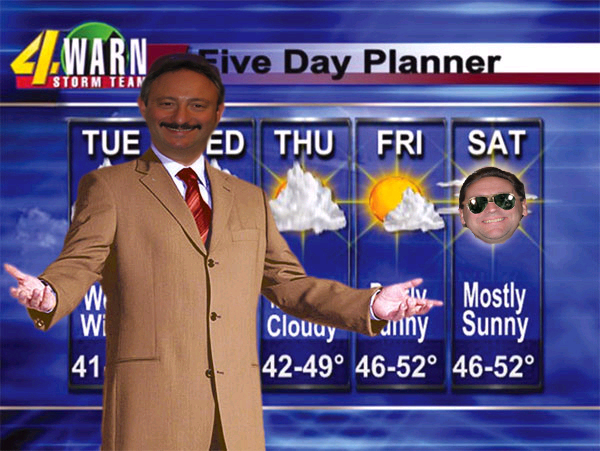 4 WARN
STORM TEAM
Five Day Planner
TUE
ED THU FRI SAT
Cloudy
Mostly
Sunny
42-49° 46-52° 46-52°